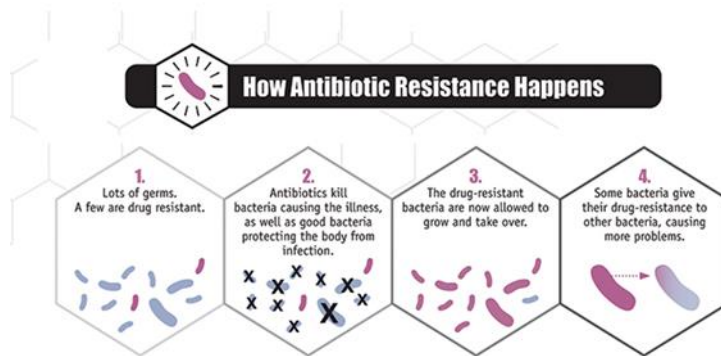 How Antibiotic Resistance Happens
1.
Lots of germs.
A few are drug resistant.
2.
Antibiotics kill
bacteria causing the illness,
as well as good bacteria
protecting the body from
infection.
3.
The drug-resistant
bacteria are now allowed to
grow and take over.
4.
Some bacteria give
their drug-resistance to
other bacteria, causing
more problems.
X
X
X
X
X
X
X
X
X
X